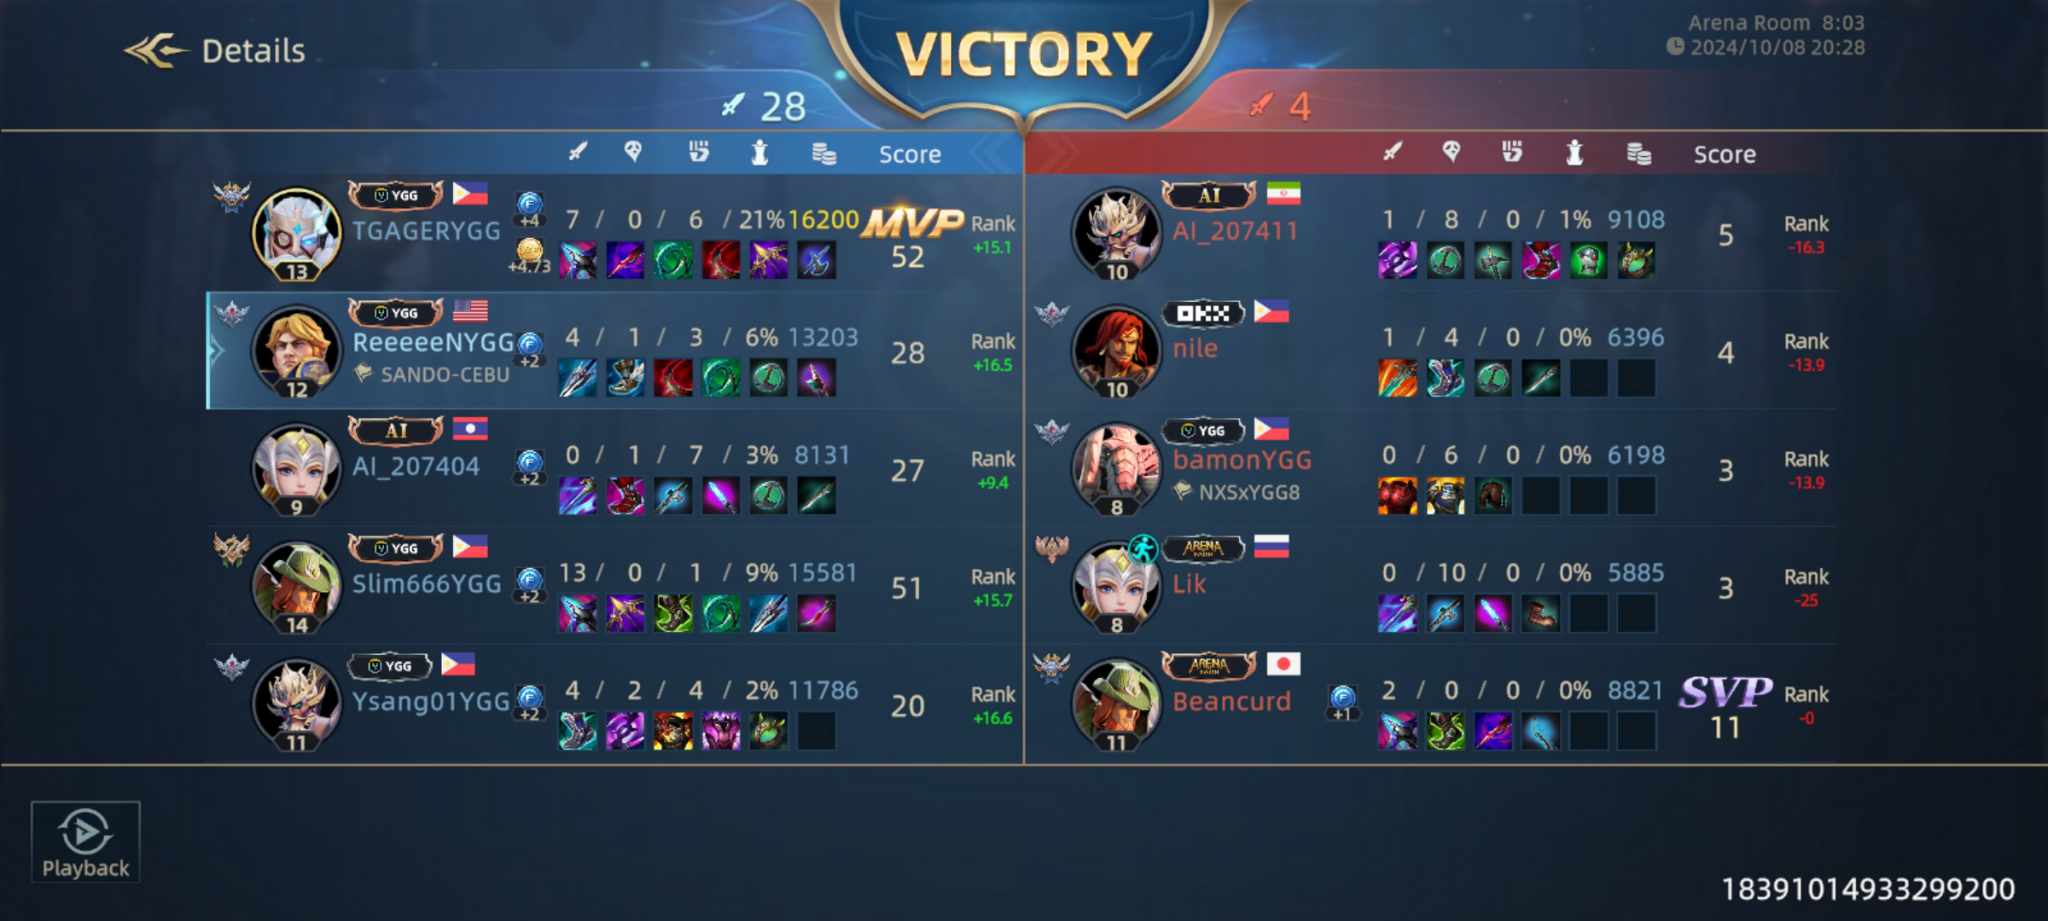 Details
VICTORY
Arena Room 8:03
2024/10/08 20:28
28
4
Score
Score
YGG
TGAGERYGG
13
+4
+4.73
7 / 0 / 6 / 21% 16200
MVP
52
Rank
+15.1
AI
AI_207411
10
1 / 8 / 0 / 1% 9108
5
Rank
-16.3
YGG
ReeeeeNYGG
SANDO-CEBU
12
+2
4 / 1 / 3 / 6% 13203
28
Rank
+16.5
OKX
nile
10
1 / 4 / 0 / 0% 6396
4
Rank
-13.9
AI
AI_207404
9
+2
0 / 1 / 7 / 3% 8131
27
Rank
+9.4
YGG
bamonYGG
NXSxYGG8
8
0 / 6 / 0 / 0% 6198
3
Rank
-13.9
YGG
Slim666YGG
14
+2
13 / 0 / 1 / 9% 15581
51
Rank
+15.7
ARENA
Lik
8
0 / 10 / 0 / 0% 5885
3
Rank
-25
YGG
Ysang01YGG
11
+2
4 / 2 / 4 / 2% 11786
20
Rank
+16.6
ARENA
Beancurd
11
+1
2 / 0 / 0 / 0% 8821
SVP
11
Rank
-0
Playback
18391014933299200